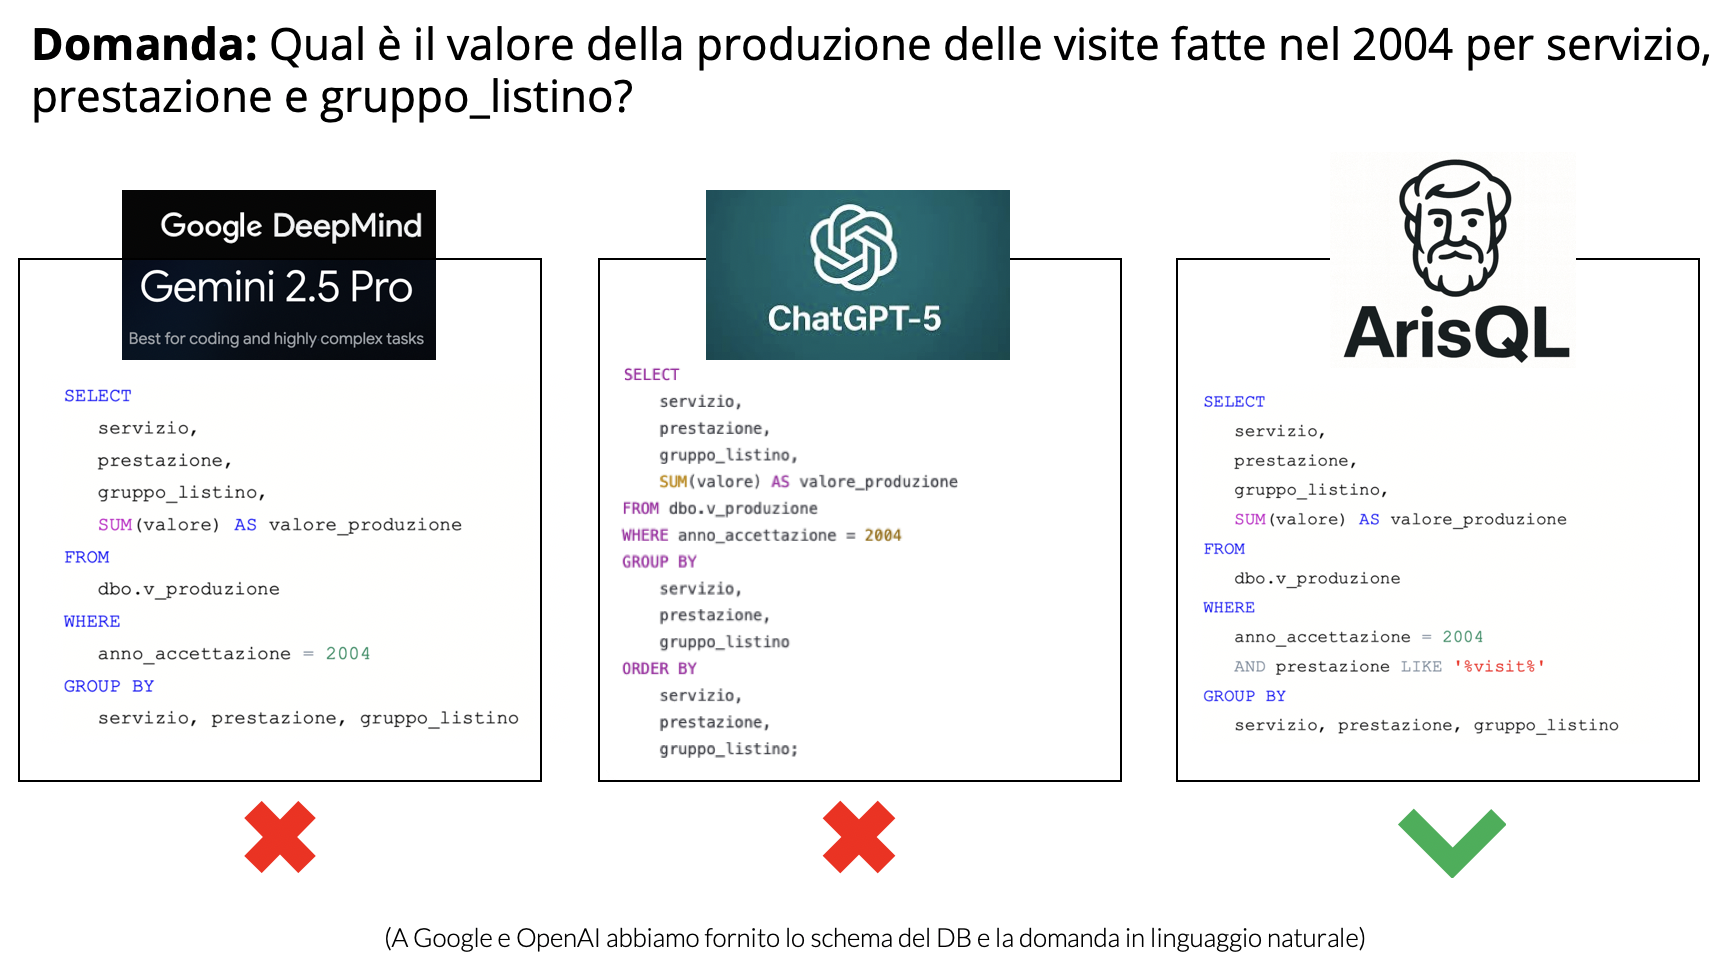 Domanda: Qual è il valore della produzione delle visite fatte nel 2004 per servizio,
prestazione e gruppo_listino?
Google DeepMind
Gemini 2.5 Pro
Best for coding and highly complex tasks
SELECT
servizio,
prestazione,
gruppo_listino,
SUM(valore) AS valore_produzione
FROM
dbo.v_produzione
WHERE
anno_accettazione = 2004
GROUP BY
servizio, prestazione, gruppo_listino
ChatGPT-5
SELECT
servizio,
prestazione,
gruppo_listino,
SUM(valore) AS valore_produzione
FROM dbo.v_produzione
WHERE anno_accettazione = 2004
GROUP BY
servizio,
prestazione,
gruppo_listino
ORDER BY
servizio,
prestazione,
gruppo_listino;
ArisQL
SELECT
servizio,
prestazione,
gruppo_listino,
SUM(valore) AS valore_produzione
FROM
dbo.v_produzione
WHERE
anno_accettazione = 2004
AND prestazione LIKE '%visit%'
GROUP BY
servizio, prestazione, gruppo_listino
(A Google e OpenAI abbiamo fornito lo schema del DB e la domanda in linguaggio naturale)